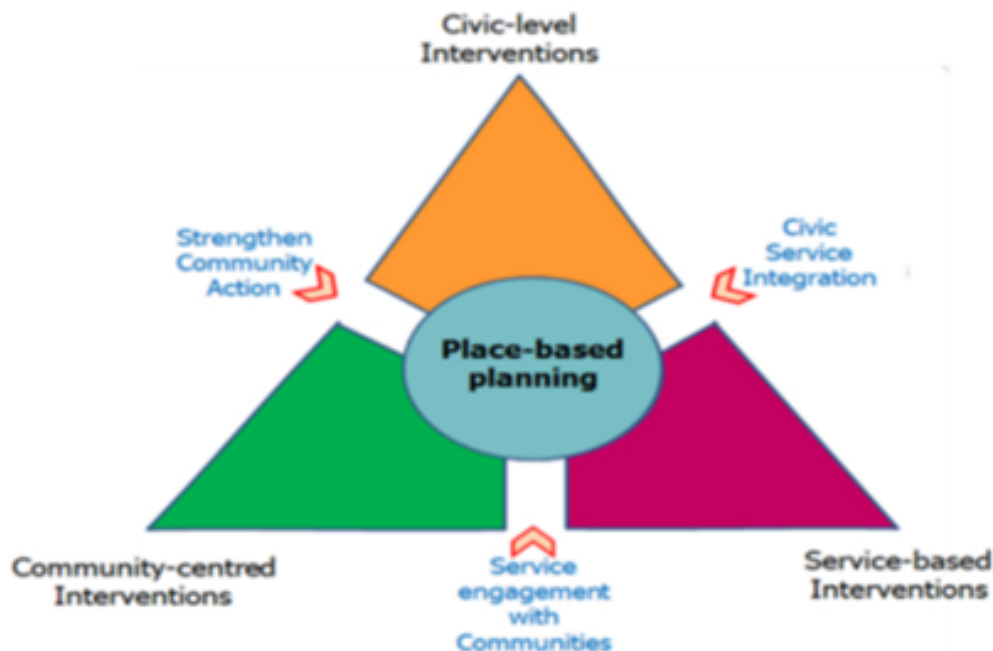 Civic-level
Interventions
Strengthen
Community
Action
Civic
Service
Integration
Place-based
planning
Community-centred
Interventions
Service
engagement
with
Communities
Service-based
Interventions